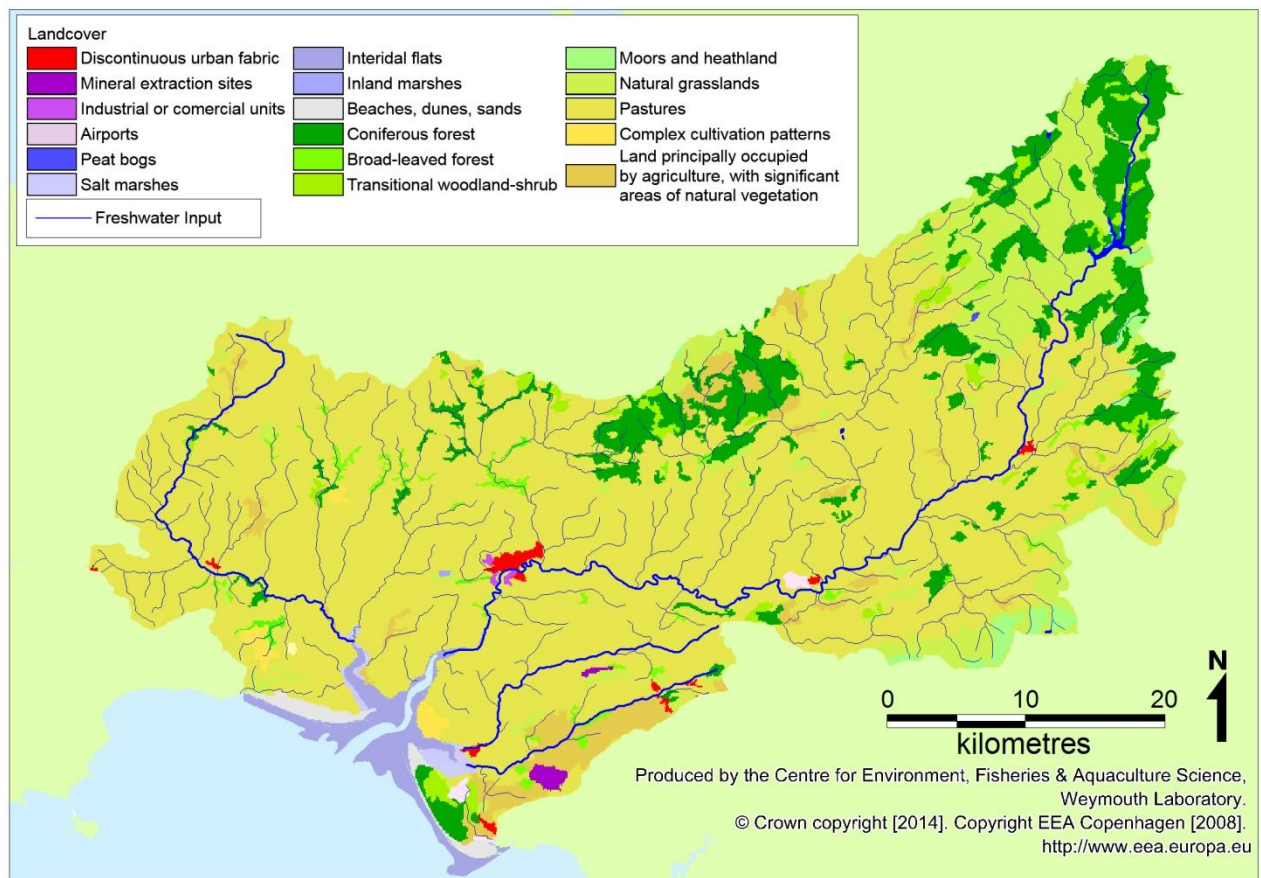 Landcover
Discontinuous urban fabric
Mineral extraction sites
Industrial or comercial units
Airports
Peat bogs
Salt marshes
Interidal flats
Inland marshes
Beaches, dunes, sands
Coniferous forest
Broad-leaved forest
Transitional woodland-shrub
Moors and heathland
Natural grasslands
Pastures
Complex cultivation patterns
Land principally occupied
by agriculture, with significant
areas of natural vegetation
Freshwater Input
N
0 10 20
kilometres
Produced by the Centre for Environment, Fisheries & Aquaculture Science,
Weymouth Laboratory.
© Crown copyright [2014]. Copyright EEA Copenhagen [2008].
http://www.eea.europa.eu